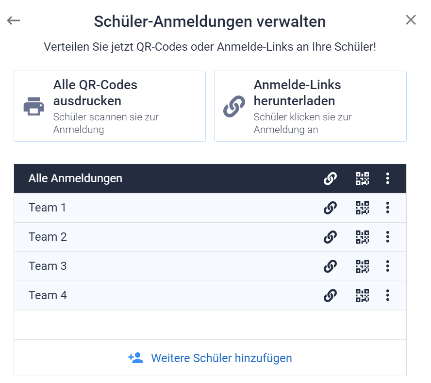 Schüler-Anmeldungen verwalten
Verteilen Sie jetzt QR-Codes oder Anmelde-Links an Ihre Schüler!
Alle QR-Codes
ausdrucken
Schüler scannen sie zur
Anmeldung
Anmelde-Links
herunterladen
Schüler klicken sie zur
Anmeldung an
Alle Anmeldungen
Team 1
Team 2
Team 3
Team 4
Weitere Schüler hinzufügen